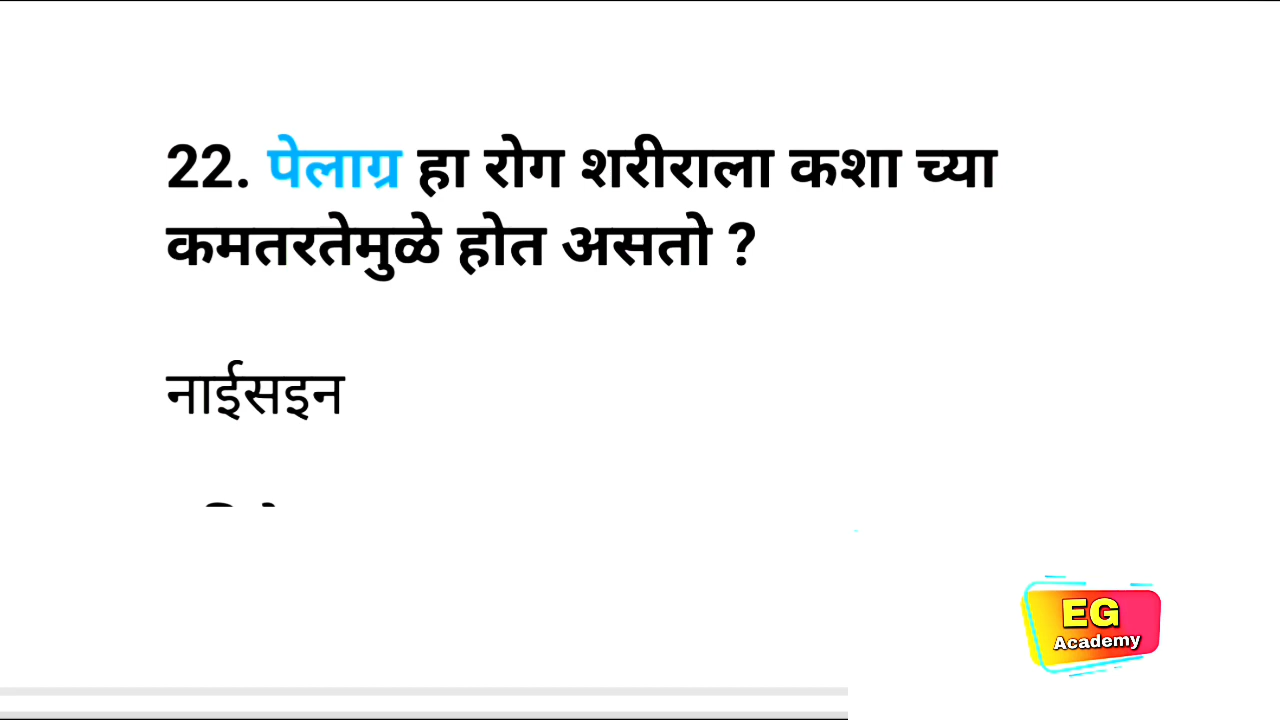 22. पेलाग्र हा रोग शरीराला कशा च्या
कमतरतेमुळे होत असतो ?
नाईसइन
EG
Academy